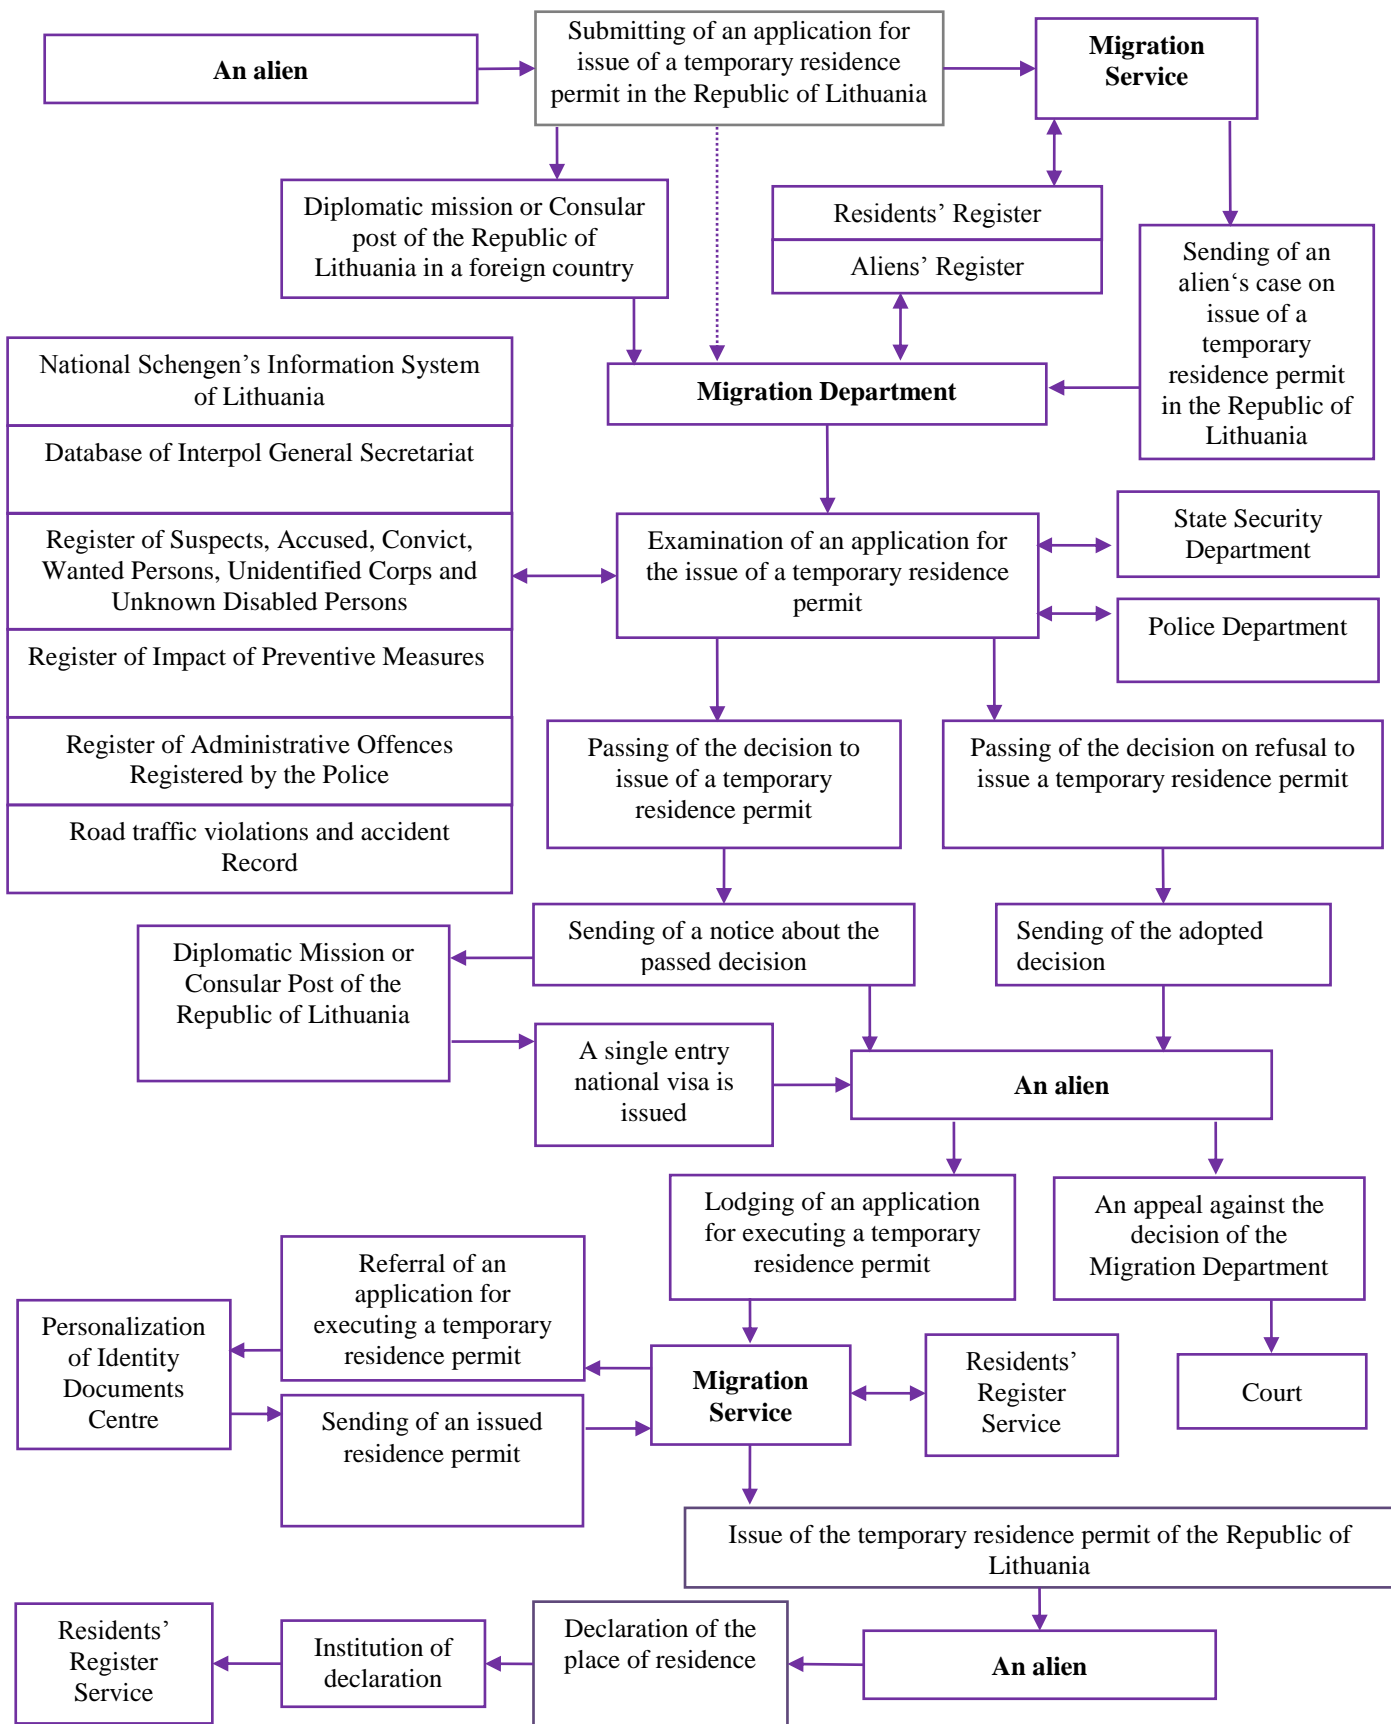 An alien
Submitting of an application for
issue of a temporary residence
permit in the Republic of Lithuania
Migration
Service
Diplomatic mission or Consular
post of the Republic of
Lithuania in a foreign country
Residents’ Register
Aliens’ Register
Sending of an
alien‘s case on
issue of a
temporary
residence permit
in the Republic of
Lithuania
Migration Department
National Schengen’s Information System
of Lithuania
Database of Interpol General Secretariat
Register of Suspects, Accused, Convict,
Wanted Persons, Unidentified Corps and
Unknown Disabled Persons
Register of Impact of Preventive Measures
Register of Administrative Offences
Registered by the Police
Road traffic violations and accident
Record
Examination of an application for
the issue of a temporary residence
permit
State Security
Department
Police Department
Passing of the decision to
issue of a temporary
residence permit
Passing of the decision on refusal to
issue a temporary residence permit
Sending of a notice about the
passed decision
Sending of the adopted
decision
Diplomatic Mission or
Consular Post of the
Republic of Lithuania
A single entry
national visa is
issued
An alien
Lodging of an application
for executing a temporary
residence permit
An appeal against the
decision of the
Migration Department
Referral of an
application for
executing a temporary
residence permit
Personalization
of Identity
Documents
Centre
Sending of an issued
residence permit
Migration
Service
Residents’
Register
Service
Court
Issue of the temporary residence permit of the Republic of
Lithuania
An alien
Declaration of the
place of residence
Institution of
declaration
Residents’
Register
Service